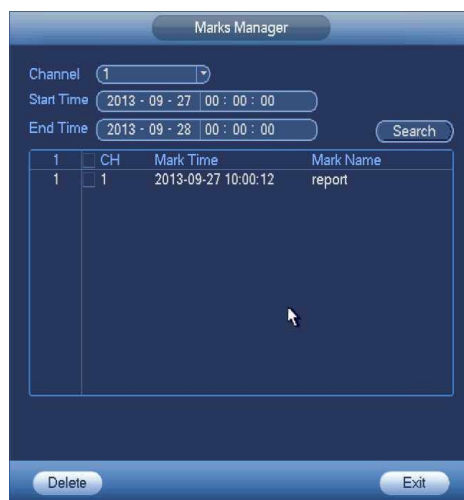 Marks Manager
Channel 1
Start Time 2013 - 09 - 27 00 : 00 : 00
End Time 2013 - 09 - 28 00 : 00 : 00 Search
1 CH Mark Time Mark Name
1 1 2013-09-27 10:00:12 report
Delete Exit